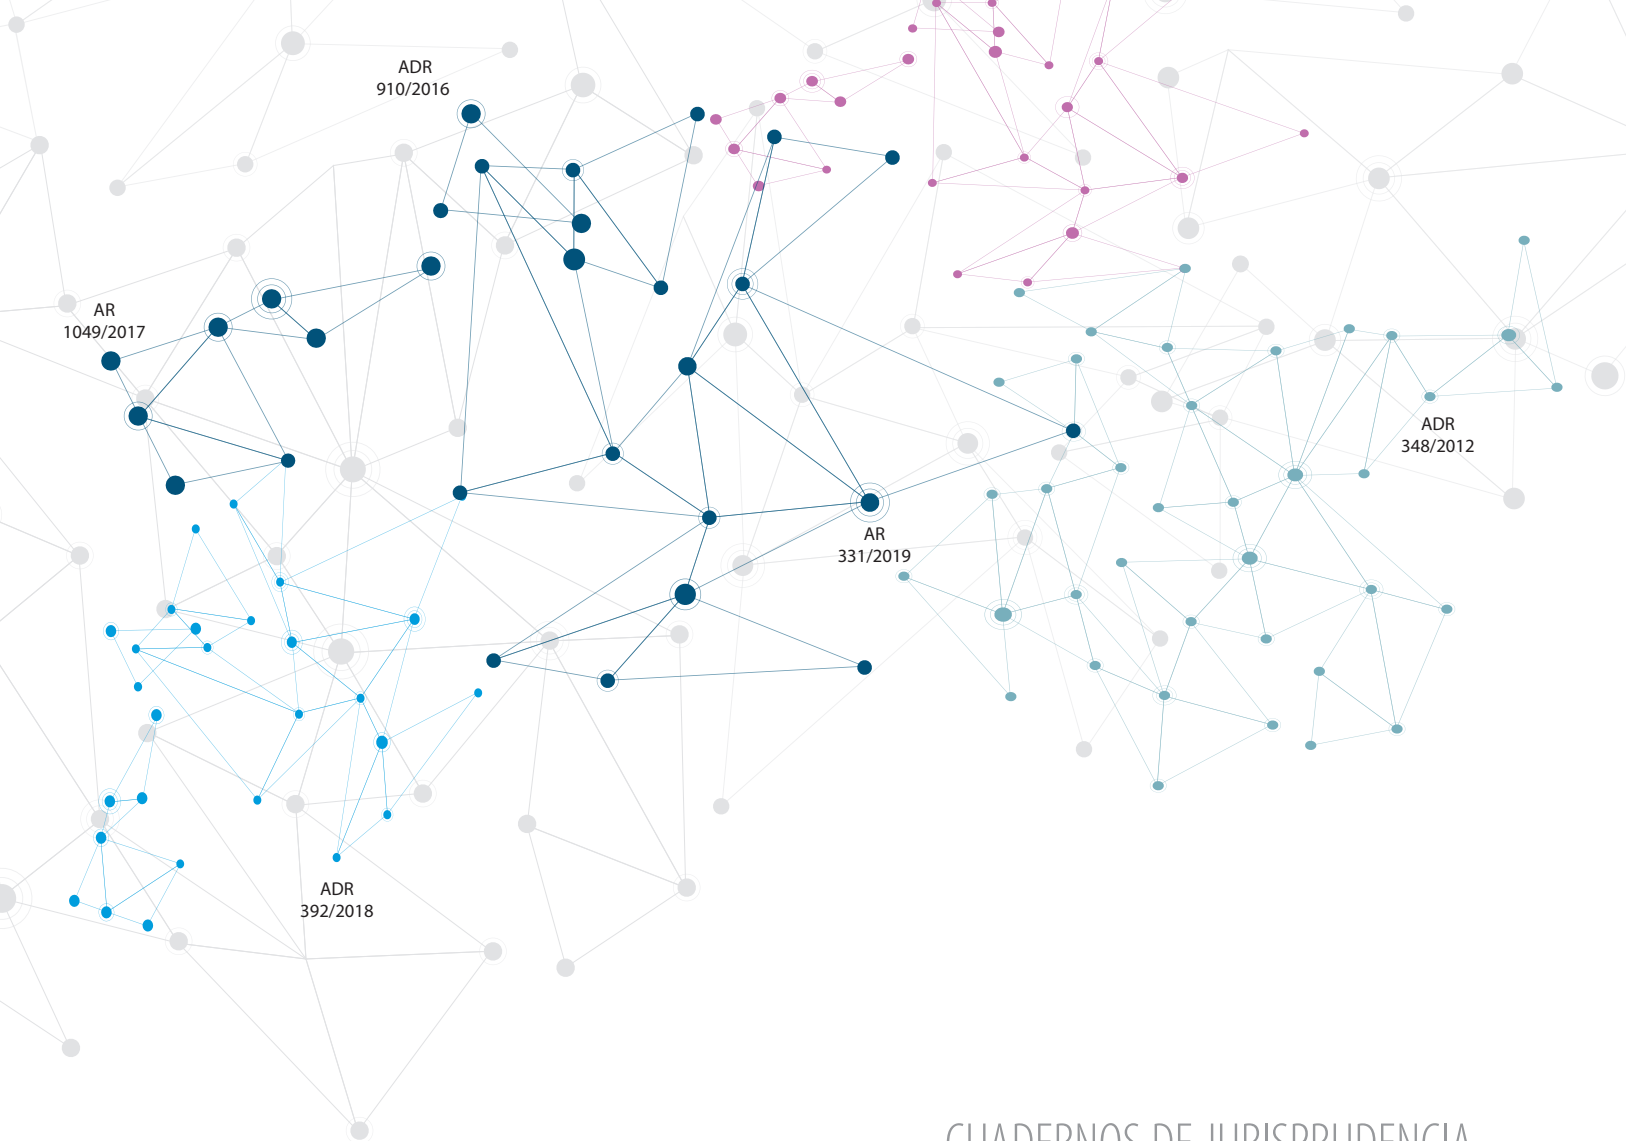 ADR
910/2016
AR
1049/2017
ADR
348/2012
AR
331/2019
ADR
392/2018
CUADERNOS DE JURISPRUDENCIA